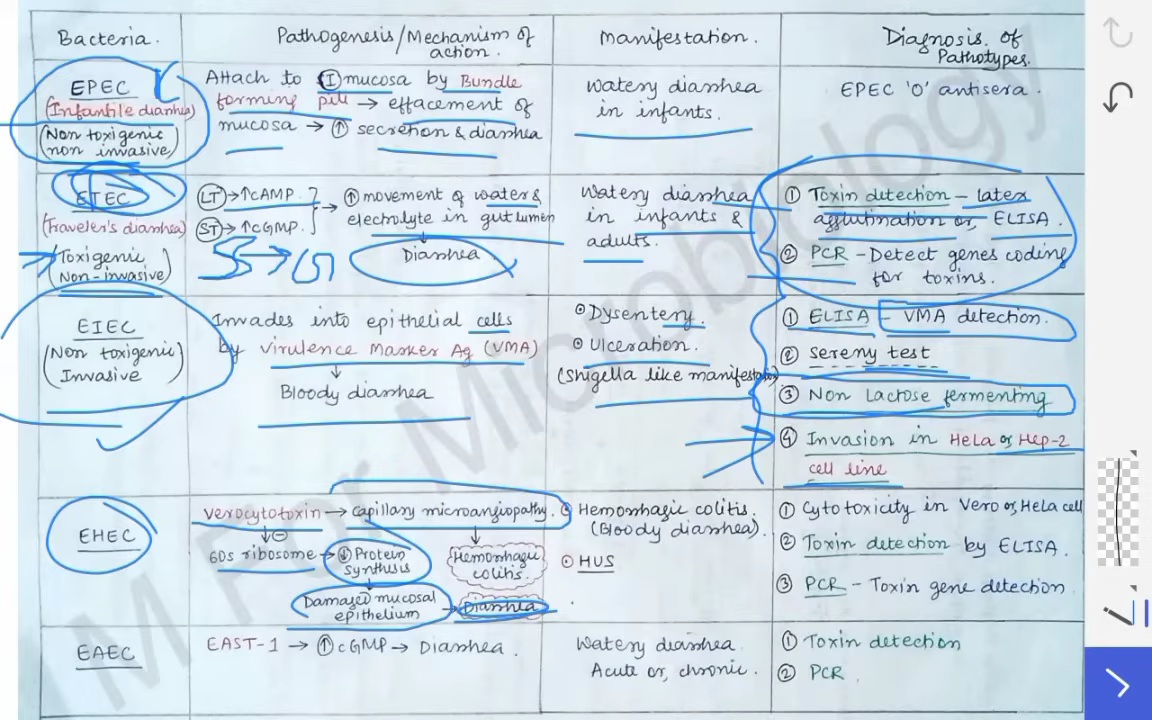 Bacteria.
Pathogenesis/Mechanism of action.
Manifestation.
Diagnosis of Pathotypes.
EPEC
(Infantile diarrhea)
(Non toxigenic
non invasive)
Attach to Ⓘ mucosa by Bundle
forming pili → effacement of
mucosa → ↑ secretion & diarrhea
Watery diarrhea
in infants.
EPEC 'O' antisera.
ETEC
(Traveler's diarrhea)
(Toxigenic
Non-invasive)
LT → ↑cAMP.
ST → ↑cGMP.
→ ↑ movement of water &
electrolyte in gut lumen
↓
Diarrhea
Watery diarrhea
in infants &
adults.
① Toxin detection - latex
agglutination or, ELISA.
② PCR - Detect genes coding
for toxins.
EIEC
(Non toxigenic
Invasive)
Invades into epithelial cells
by virulence Marker Ag (VMA)
↓
Bloody diarrhea
Dysentery.
Ulceration.
(Shigella like manifestation)
① ELISA - VMA detection.
② Sereny test
③ Non Lactose fermenting
④ Invasion in HeLa or Hep-2
cell line
EHEC
Verocytotoxin → capillary microangiopathy.
↓⊖
60s ribosome → ↓ Protein
synthesis
↓
Damaged mucosal
epithelium → Diarrhea
↓
Hemorrhagic
colitis.
Hemorrhagic colitis.
(Bloody diarrhea).
HUS
① Cytotoxicity in Vero or, HeLa cell
② Toxin detection by ELISA.
③ PCR - Toxin gene detection
EAEC
EAST-1 → ↑cGMP → Diarrhea.
Watery diarrhea.
Acute or, chronic.
① Toxin detection
② PCR.
M For Microbiology